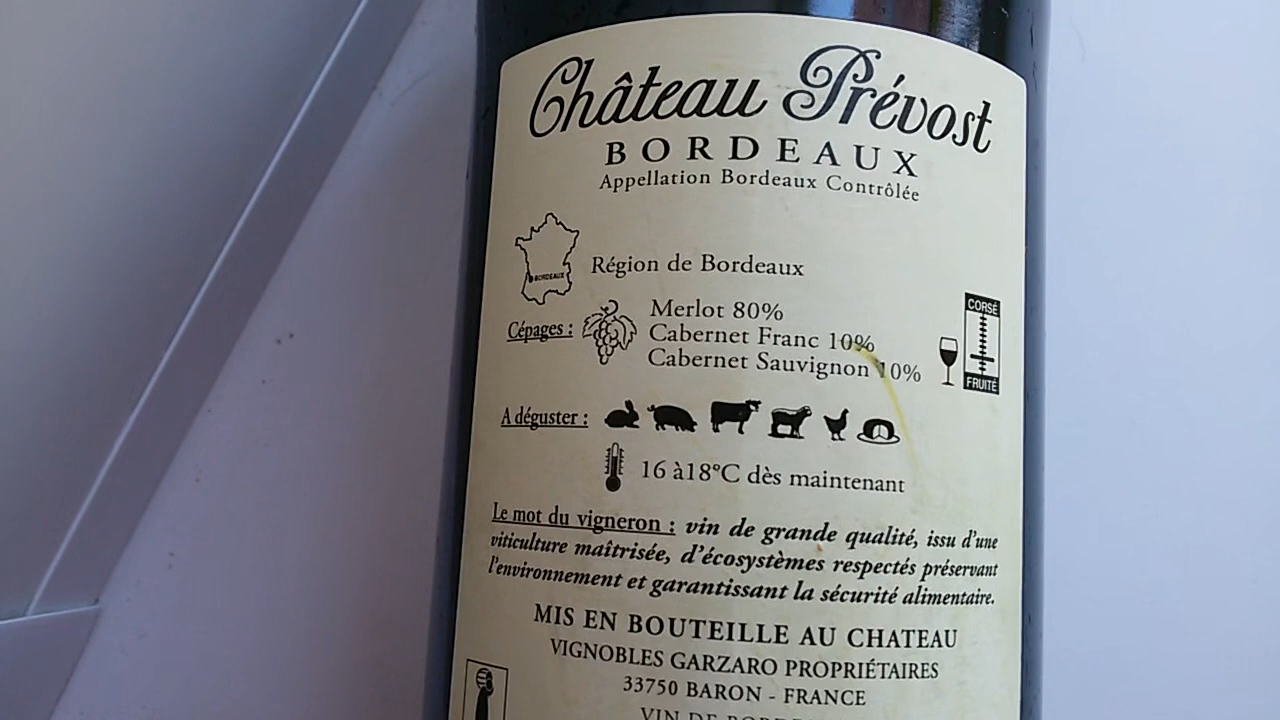 Château Prévost
BORDEAUX
Appellation Bordeaux Contrôlée
BORDEAUX
Région de Bordeaux
Cépages :
Merlot 80%
Cabernet Franc 10%
Cabernet Sauvignon 10%
CORSÉ
FRUITÉ
A déguster :
16 à18°C dès maintenant
Le mot du vigneron : vin de grande qualité, issu d'une
viticulture maîtrisée, d'écosystèmes respectés préservant
l'environnement et garantissant la sécurité alimentaire.
MIS EN BOUTEILLE AU CHATEAU
VIGNOBLES GARZARO PROPRIÉTAIRES
33750 BARON - FRANCE
VIN DE